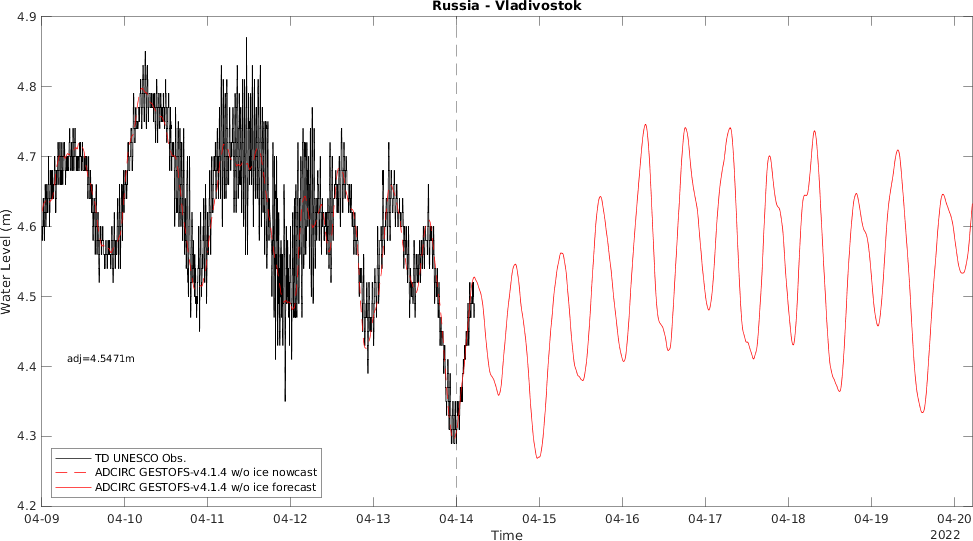 Russia - Vladivostok
4.9
4.8
4.7
4.6
4.5
4.4
4.3
4.2
Water Level (m)
adj=4.5471m
TD UNESCO Obs.
ADCIRC GESTOFS-v4.1.4 w/o ice nowcast
ADCIRC GESTOFS-v4.1.4 w/o ice forecast
04-09 04-10 04-11 04-12 04-13 04-14 04-15 04-16 04-17 04-18 04-19 04-20
Time
2022